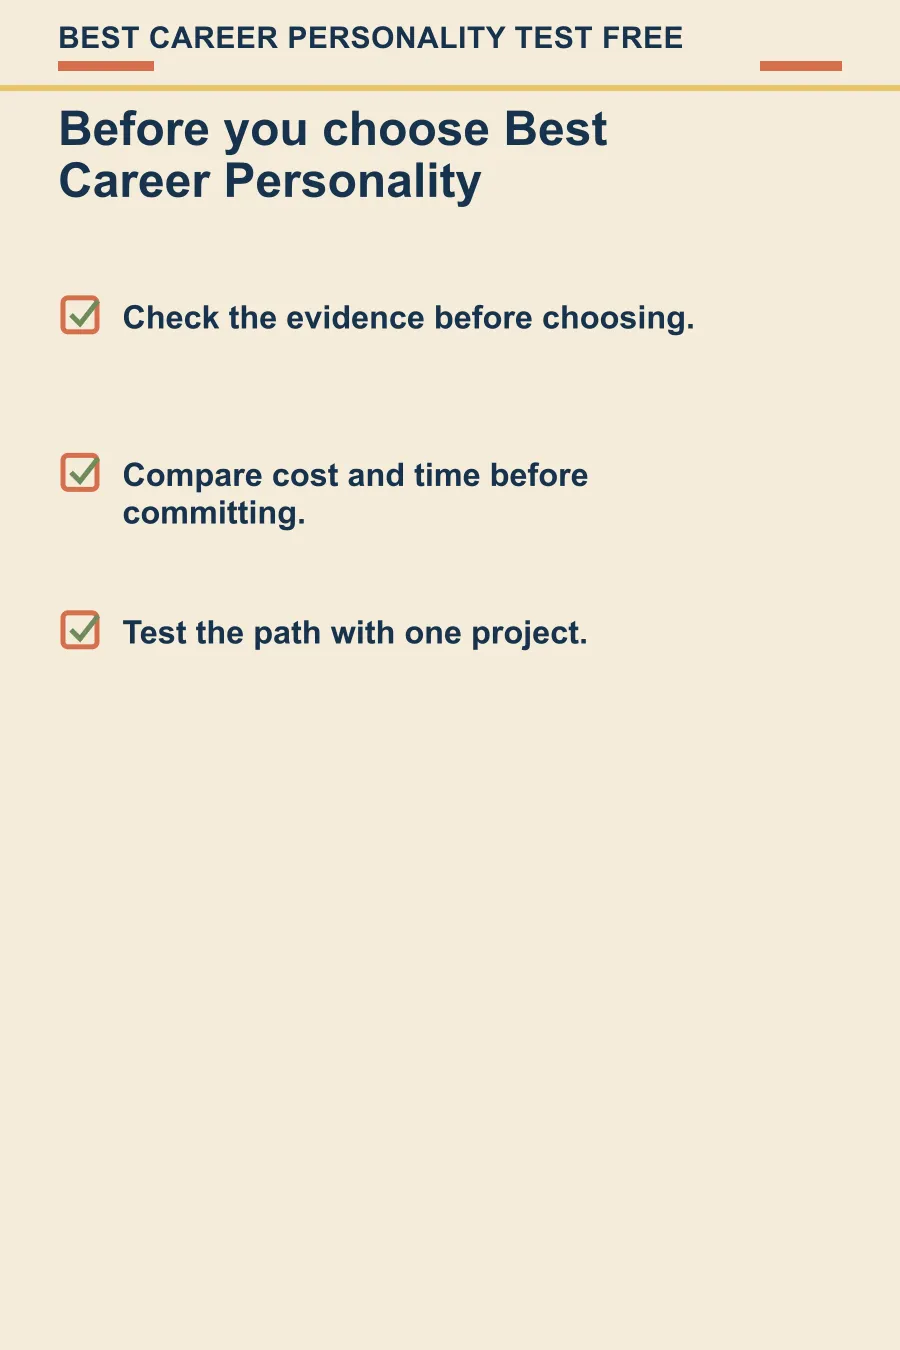 BEST CAREER PERSONALITY TEST FREE
Before you choose Best
Career Personality
Check the evidence before choosing.
Compare cost and time before
committing.
Test the path with one project.